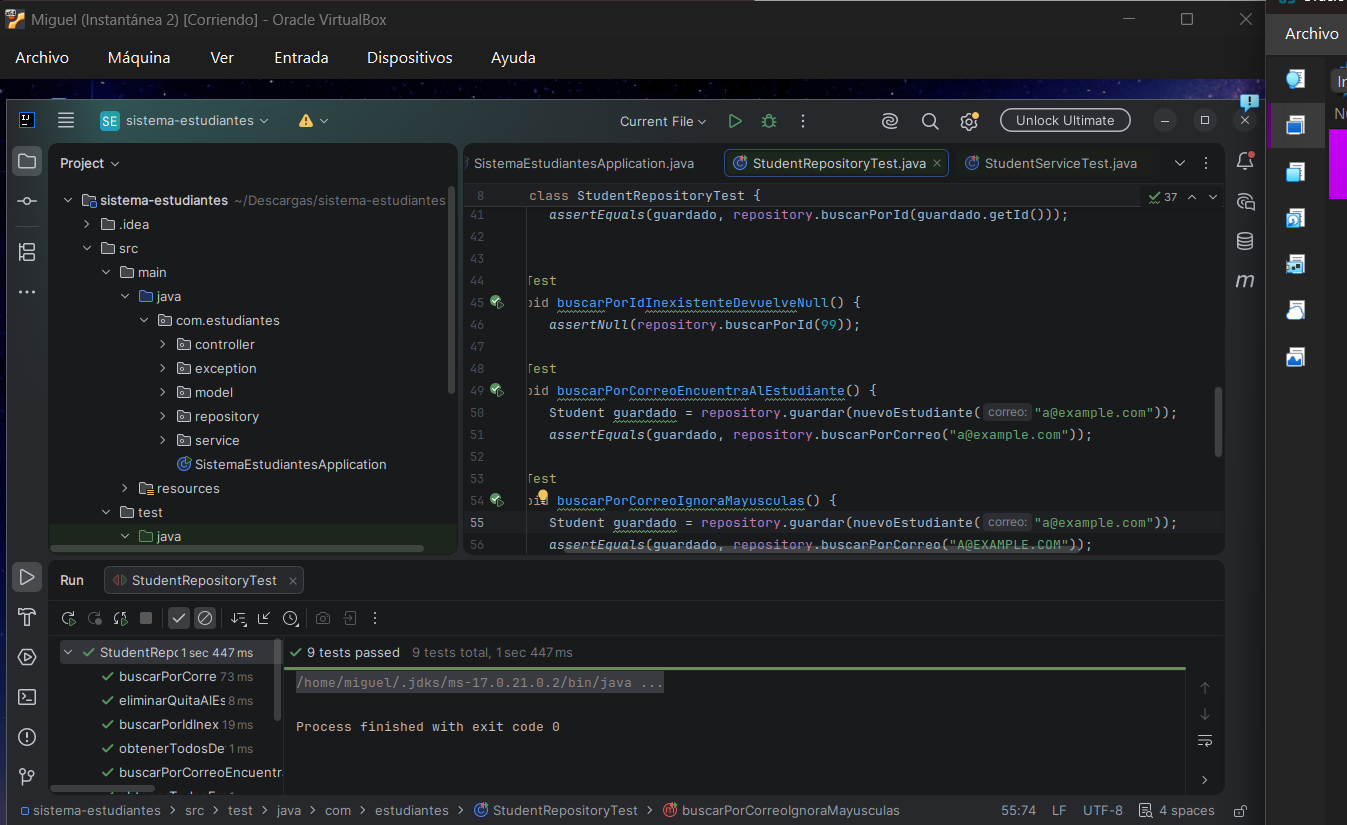 Miguel (Instantánea 2) [Corriendo] - Oracle VirtualBox
Archivo Máquina Ver Entrada Dispositivos Ayuda
Archivo
SE sistema-estudiantes
Current File
Unlock Ultimate
Project
SistemaEstudiantesApplication.java
StudentRepositoryTest.java
StudentServiceTest.java
sistema-estudiantes ~/Descargas/sistema-estudiantes
.idea
src
main
java
com.estudiantes
controller
exception
model
repository
service
SistemaEstudiantesApplication
resources
test
java
8 class StudentRepositoryTest {
37
41 assertEquals(guardado, repository.buscarPorId(guardado.getId()));
42
43
44 Test
45 oid buscarPorIdInexistenteDevuelveNull() {
46 assertNull(repository.buscarPorId(99));
47
48 Test
49 oid buscarPorCorreoEncuentraAlEstudiante() {
50 Student guardado = repository.guardar(nuevoEstudiante( correo: "a@example.com"));
51 assertEquals(guardado, repository.buscarPorCorreo("a@example.com"));
52
53 Test
54 buscarPorCorreoIgnoraMayusculas() {
55 Student guardado = repository.guardar(nuevoEstudiante( correo: "a@example.com"));
56 assertEquals(guardado, repository.buscarPorCorreo("A@EXAMPLE.COM"));
Run
StudentRepositoryTest
StudentRepo 1 sec 447 ms
buscarPorCorre 73 ms
eliminarQuitaAlEs 8 ms
buscarPorIdInex 19 ms
obtenerTodosDe 1 ms
buscarPorCorreoEncuentra
9 tests passed 9 tests total, 1 sec 447 ms
/home/miguel/.jdks/ms-17.0.21.0.2/bin/java ...
Process finished with exit code 0
sistema-estudiantes > src > test > java > com > estudiantes > StudentRepositoryTest > buscarPorCorreoIgnoraMayusculas
55:74 LF UTF-8 4 spaces